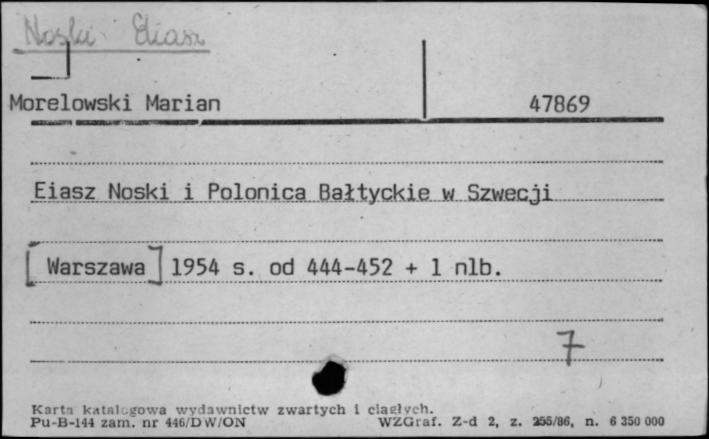 Noski Eliasz
Morelowski Marian 47869
Eiasz Noski i Polonica Bałtyckie w Szwecji
[Warszawa] 1954 s. od 444-452 + 1 nlb.
7
Karta katalogowa wydawnictw zwartych i ciągłych.
Pu-B-144 zam. nr 446/DW/ON WZGraf. Z-d 2, z. 255/86, n. 6 350 000